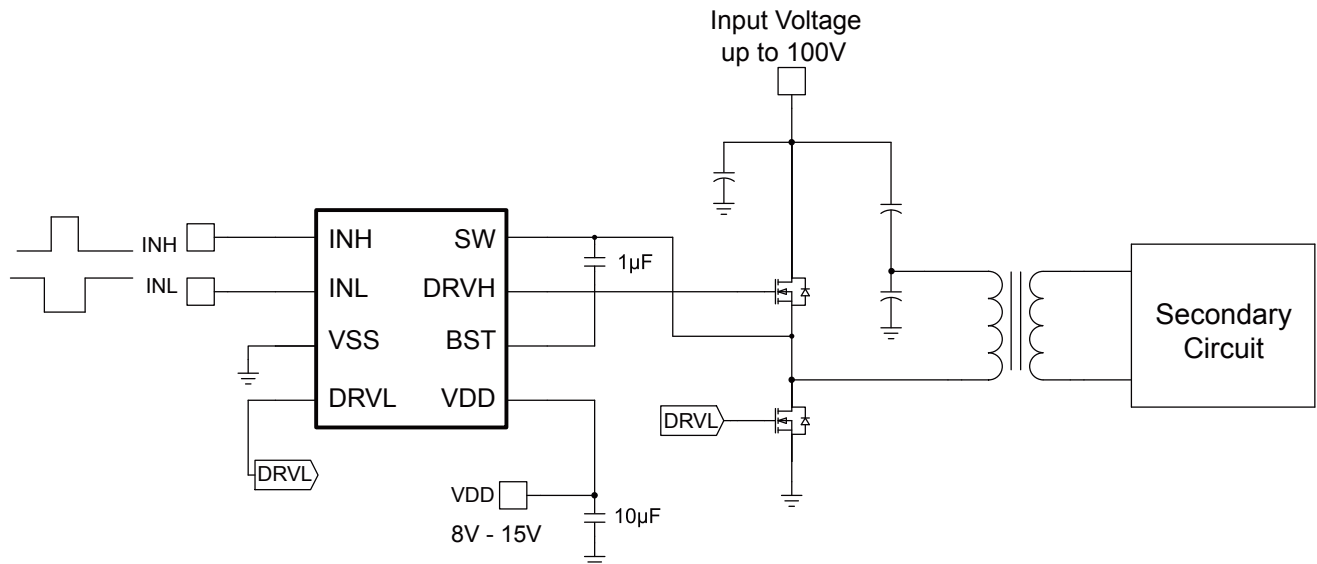 Input Voltage
up to 100V
INH
INL
INH
INL
VSS
DRVL
SW
DRVH
BST
VDD
1µF
DRVL
DRVL
VDD
8V - 15V
10µF
Secondary
Circuit